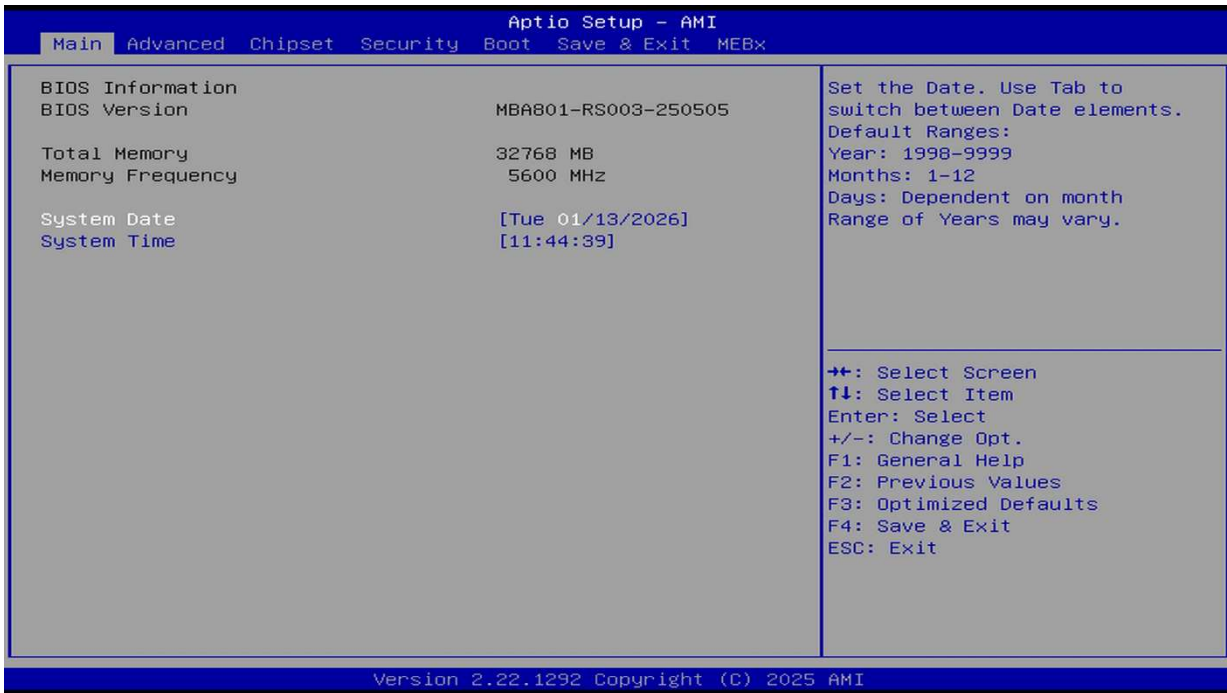 Aptio Setup – AMI
Main Advanced Chipset Security Boot Save & Exit MEBx
BIOS Information
BIOS Version MBA801-RS003-250505
Total Memory 32768 MB
Memory Frequency 5600 MHz
System Date [Tue 01/13/2026]
System Time [11:44:39]
Set the Date. Use Tab to
switch between Date elements.
Default Ranges:
Year: 1998-9999
Months: 1-12
Days: Dependent on month
Range of Years may vary.
→←: Select Screen
↑↓: Select Item
Enter: Select
+/-: Change Opt.
F1: General Help
F2: Previous Values
F3: Optimized Defaults
F4: Save & Exit
ESC: Exit
Version 2.22.1292 Copyright (C) 2025 AMI